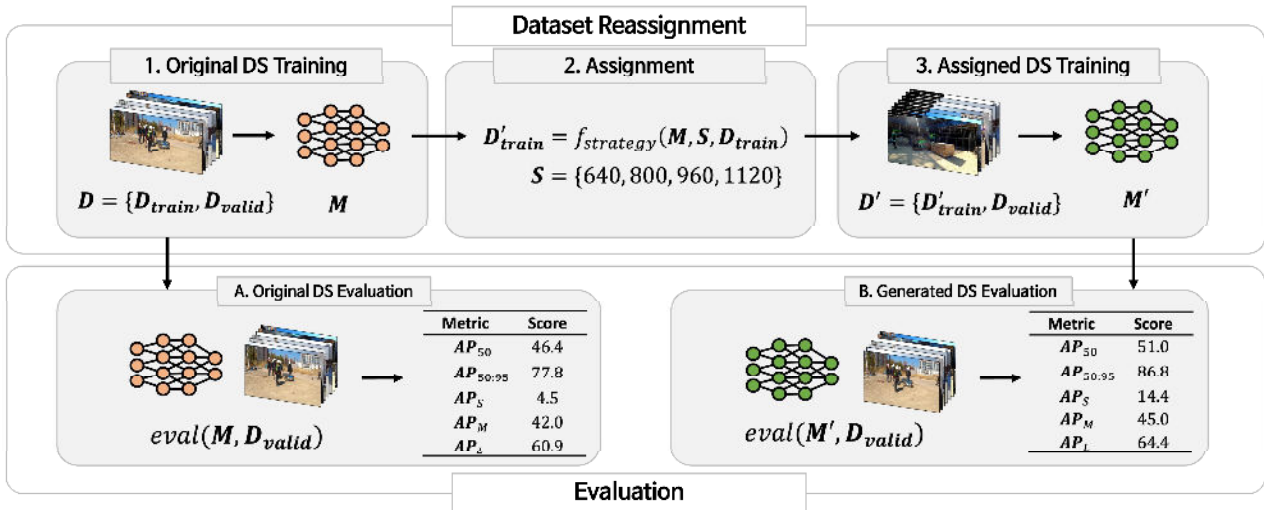 Dataset Reassignment
1. Original DS Training
2. Assignment
3. Assigned DS Training
D = {D_train, D_valid}
M
D'_train = f_strategy(M, S, D_train)
S = {640, 800, 960, 1120}
D' = {D'_train, D_valid}
M'
A. Original DS Evaluation
Metric Score
AP_50 46.4
AP_50:95 77.8
AP_S 4.5
AP_M 42.0
AP_L 60.9
eval(M, D_valid)
B. Generated DS Evaluation
Metric Score
AP_50 51.0
AP_50:95 86.8
AP_S 14.4
AP_M 45.0
AP_L 64.4
eval(M', D_valid)
Evaluation